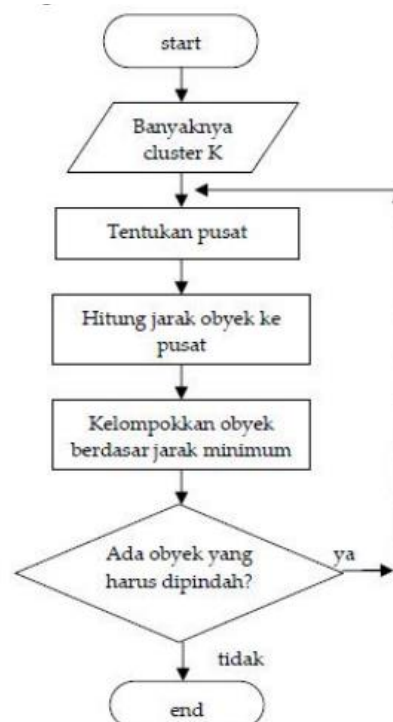 start
Banyaknya
cluster K
Tentukan pusat
Hitung jarak obyek ke
pusat
Kelompokkan obyek
berdasar jarak minimum
Ada obyek yang
harus dipindah?
ya
tidak
end